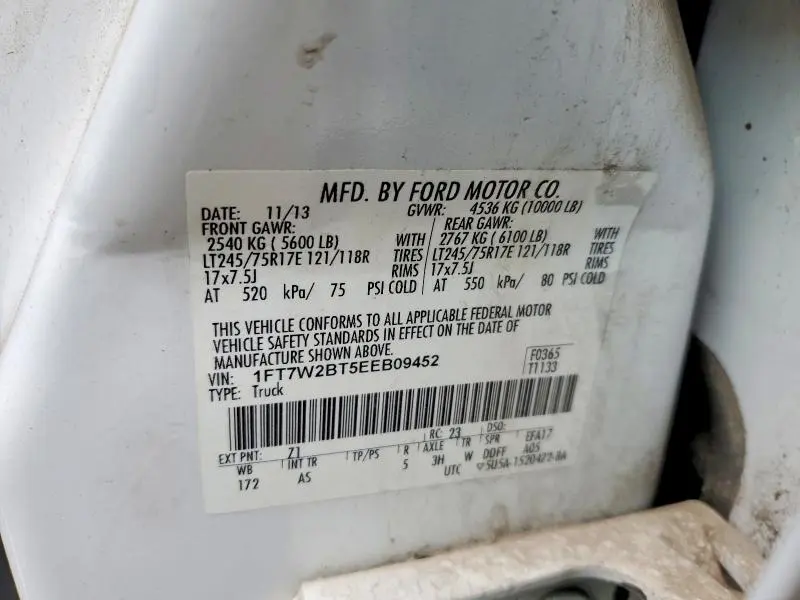 MFD. BY FORD MOTOR CO.
DATE: 11/13 GVWR: 4536 KG (10000 LB)
FRONT GAWR: REAR GAWR:
2540 KG ( 5600 LB) WITH 2767 KG ( 6100 LB) WITH
LT245/75R17E 121/118R TIRES LT245/75R17E 121/118R TIRES
17x7.5J RIMS 17x7.5J RIMS
AT 520 kPa/ 75 PSI COLD AT 550 kPa/ 80 PSI COLD
THIS VEHICLE CONFORMS TO ALL APPLICABLE FEDERAL MOTOR
VEHICLE SAFETY STANDARDS IN EFFECT ON THE DATE OF
MANUFACTURE SHOWN ABOVE.
VIN: 1FT7W2BT5EEB09452 F0365
TYPE: Truck T1133
EXT PNT: Z1 RC: 23 DSO:
WB INT TR TP/PS R AXLE TR SPR EFA17
172 AS 5 3H W DDFF A05
UTC 5U5A-1520472-BA